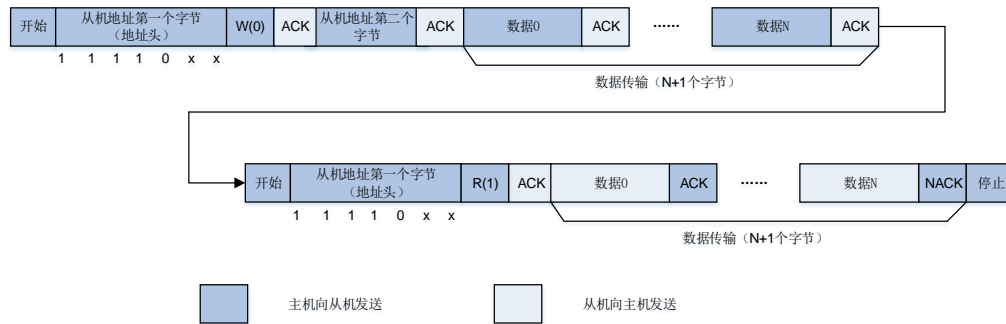 开始 从机地址第一个字节 W(0) ACK 从机地址第二个 ACK 数据0 ACK ...... 数据N ACK
（地址头） 字节
1 1 1 1 0 x x
数据传输（N+1个字节）
开始 从机地址第一个字节 R(1) ACK 数据0 ACK ...... 数据N NACK 停止
（地址头）
1 1 1 1 0 x x
数据传输（N+1个字节）
主机向从机发送 从机向主机发送